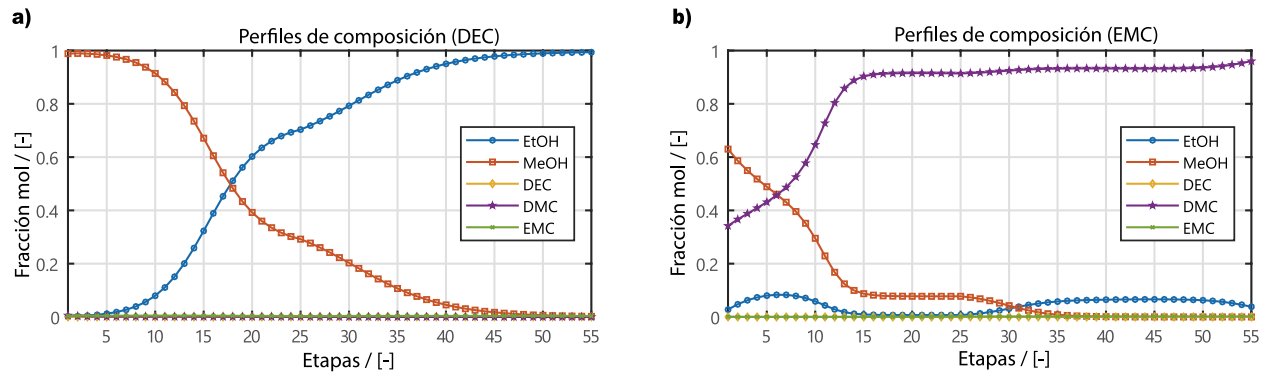 a)
Perfiles de composición (DEC)
Fracción mol / [-]
1
0.8
0.6
0.4
0.2
0
5 10 15 20 25 30 35 40 45 50 55
Etapas / [-]
EtOH
MeOH
DEC
DMC
EMC
b)
Perfiles de composición (EMC)
Fracción mol / [-]
1
0.8
0.6
0.4
0.2
0
5 10 15 20 25 30 35 40 45 50 55
Etapas / [-]
EtOH
MeOH
DEC
DMC
EMC